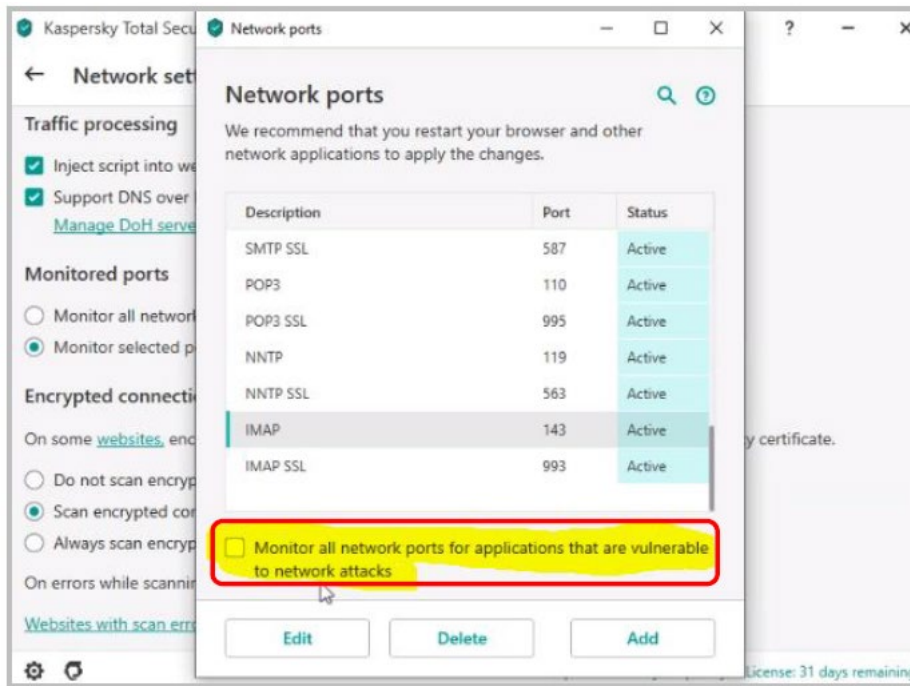 Kaspersky Total Secu
Network ports
Network set
Traffic processing
Inject script into we
Support DNS over
Manage DoH serve
Monitored ports
Monitor all network
Monitor selected p
Encrypted connecti
On some websites, enc
y certificate.
Do not scan encryp
Scan encrypted con
Always scan encryp
On errors while scannin
Websites with scan erro
License: 31 days remaining
Network ports
We recommend that you restart your browser and other
network applications to apply the changes.
Description Port Status
SMTP SSL 587 Active
POP3 110 Active
POP3 SSL 995 Active
NNTP 119 Active
NNTP SSL 563 Active
IMAP 143 Active
IMAP SSL 993 Active
Monitor all network ports for applications that are vulnerable
to network attacks
Edit Delete Add